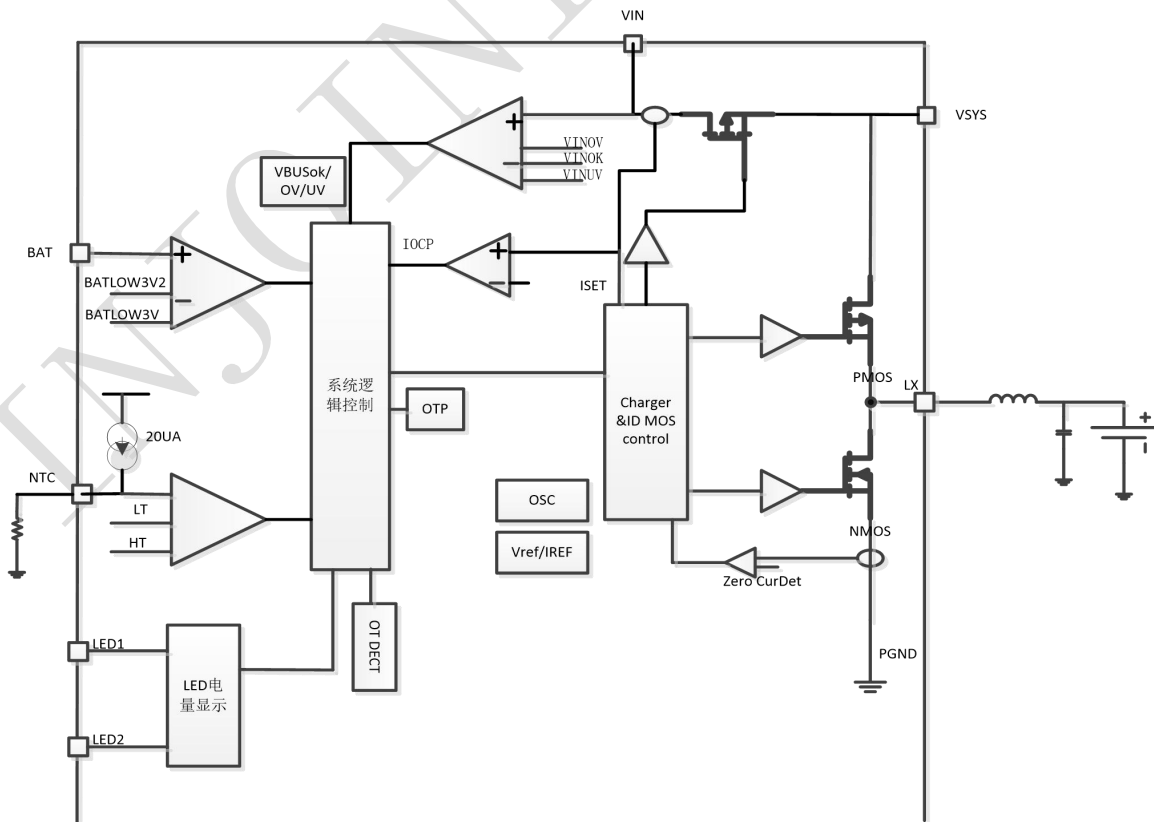 INJOIN
VIN
VSYS
VINOV
VINOK
VINUV
VBUSok/
OV/UV
BAT
BATLOW3V2
BATLOW3V
IOCP
ISET
系统逻
辑控制
PMOS
LX
OTP
Charger
&ID MOS
control
20UA
NTC
LT
HT
OSC
Vref/IREF
NMOS
Zero CurDet
OT DECT
PGND
LED1
LED电
量显示
LED2